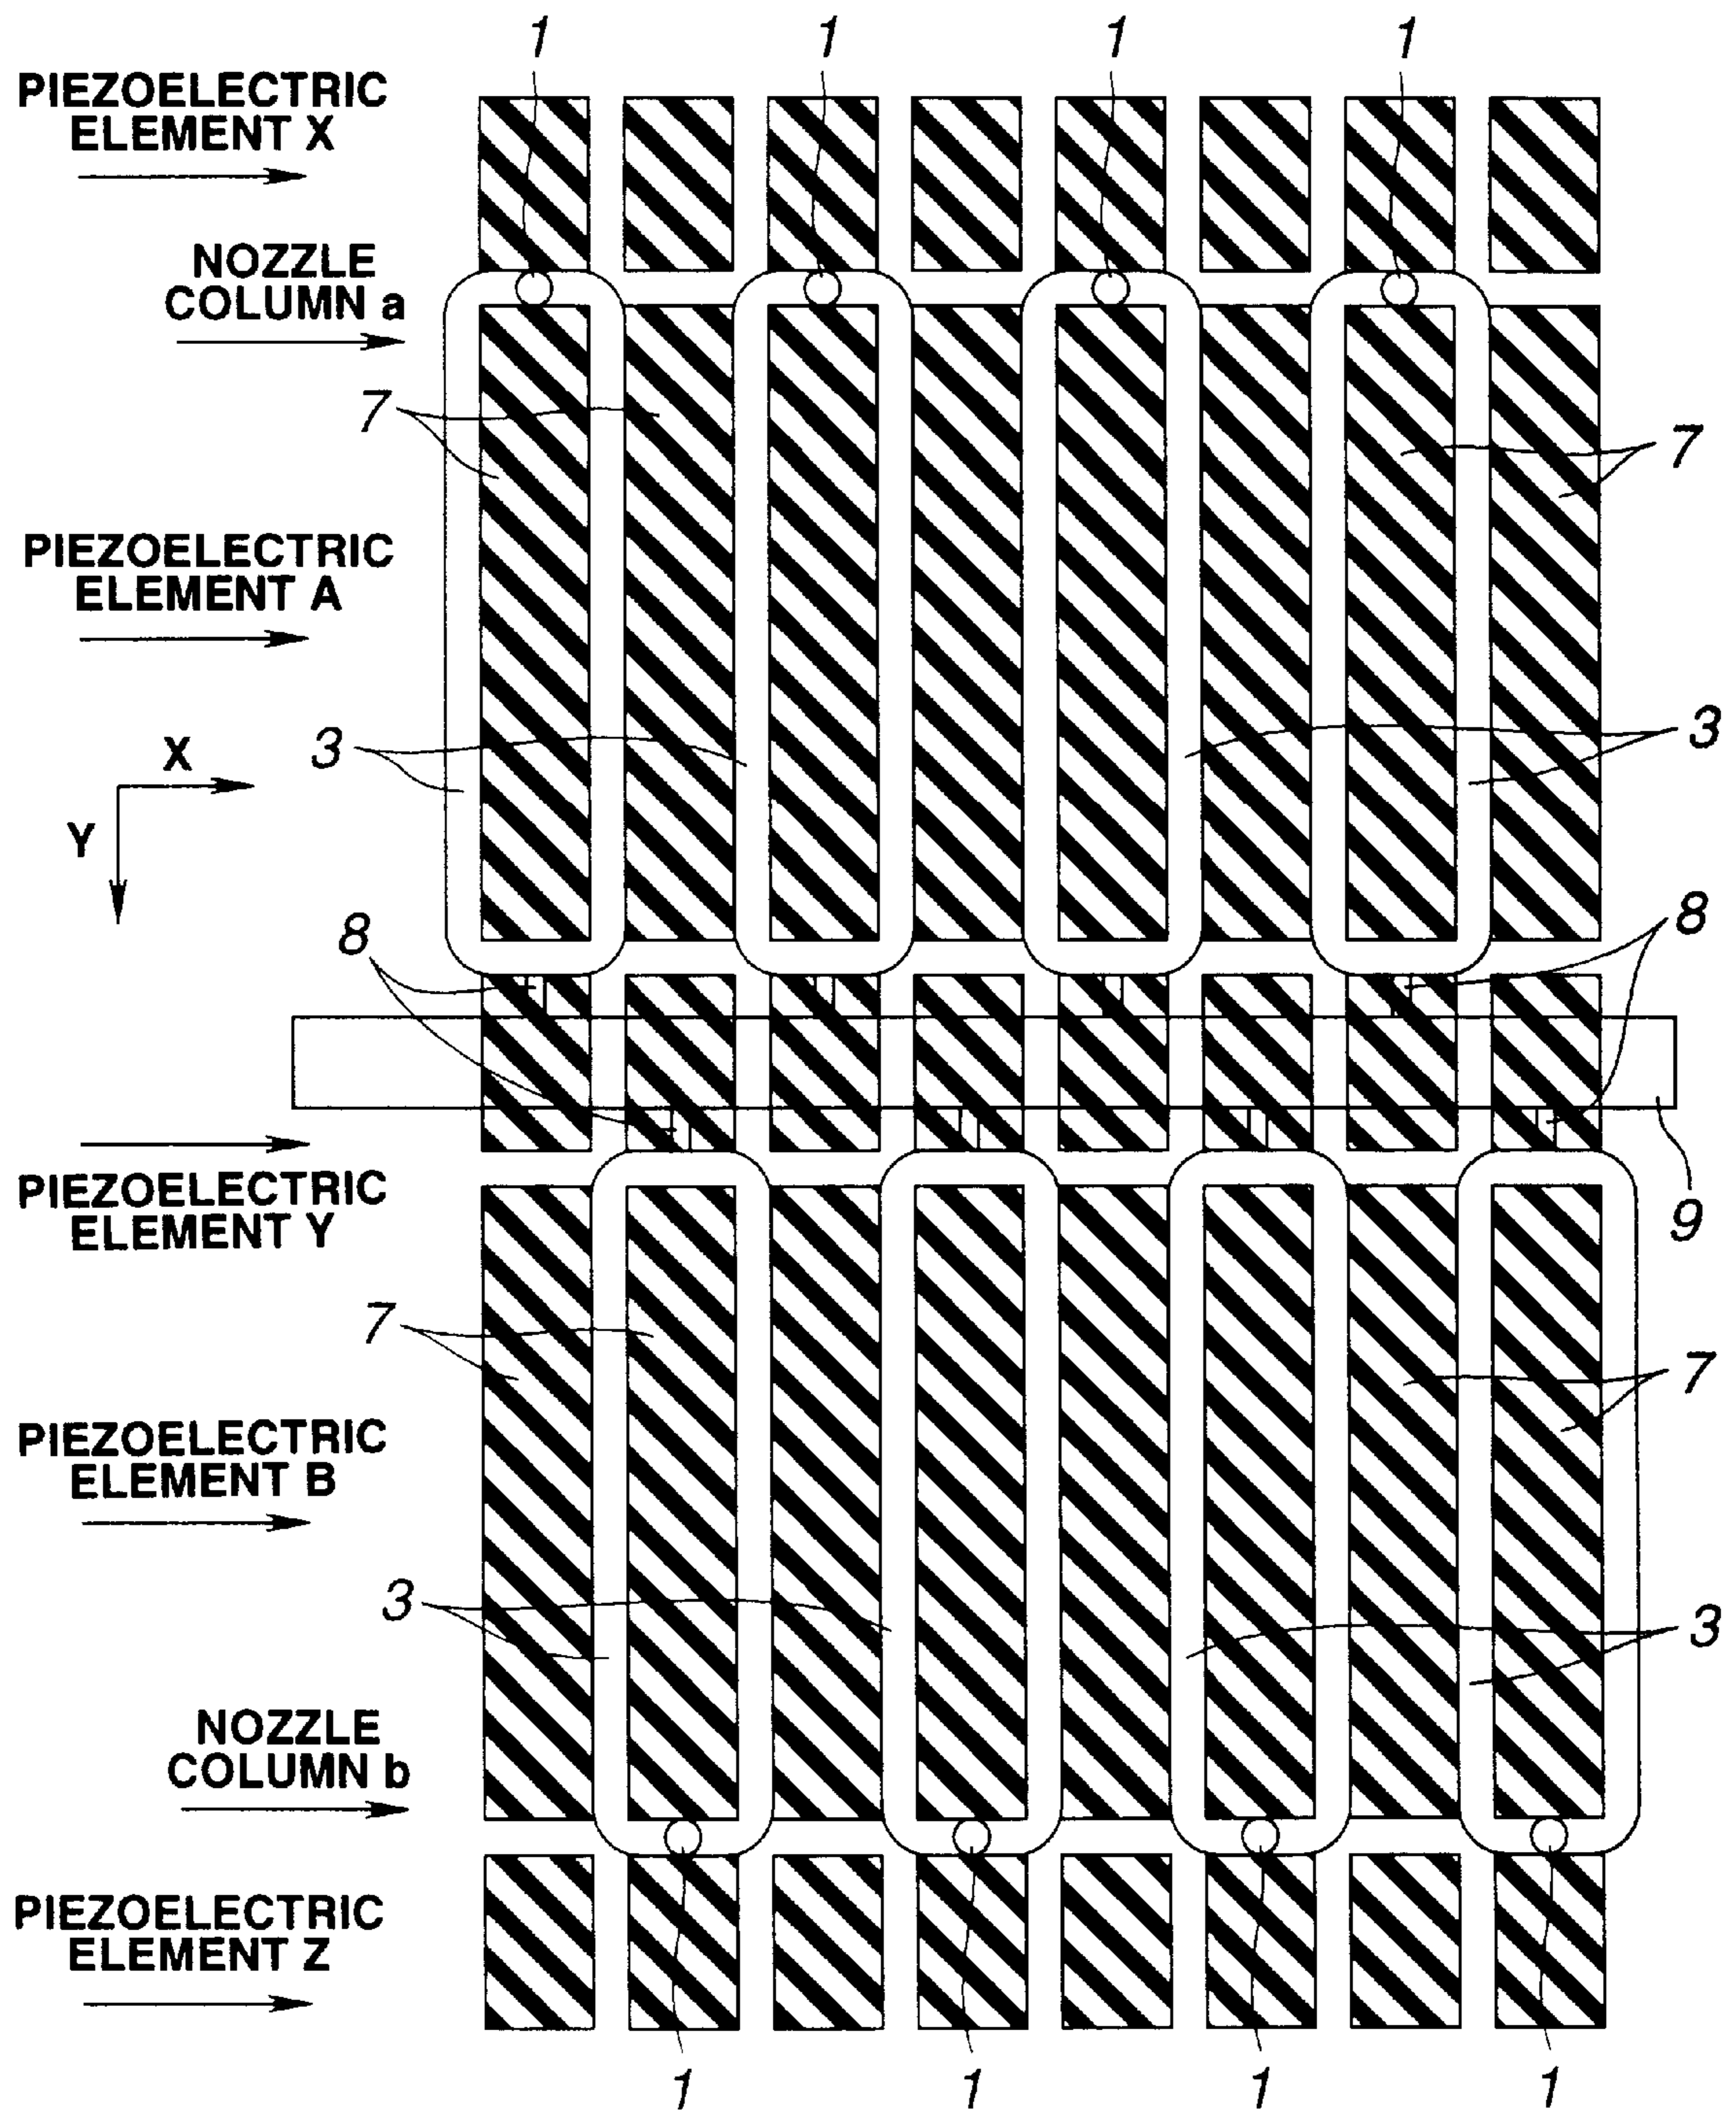 1 1 1 1
PIEZOELECTRIC
ELEMENT X
NOZZLE
COLUMN a
7
7
PIEZOELECTRIC
ELEMENT A
3
3
X
Y
8
8
PIEZOELECTRIC
ELEMENT Y
9
7
7
PIEZOELECTRIC
ELEMENT B
3
3
NOZZLE
COLUMN b
PIEZOELECTRIC
ELEMENT Z
1 1 1 1